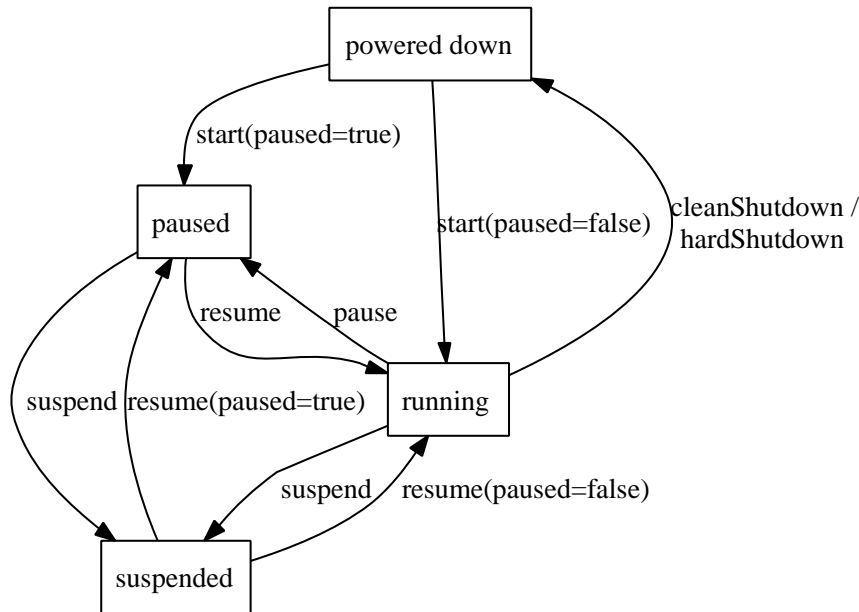 powered down
start(paused=true)
cleanShutdown /
hardShutdown
paused
start(paused=false)
resume
pause
suspend
resume(paused=true)
running
suspend
resume(paused=false)
suspended